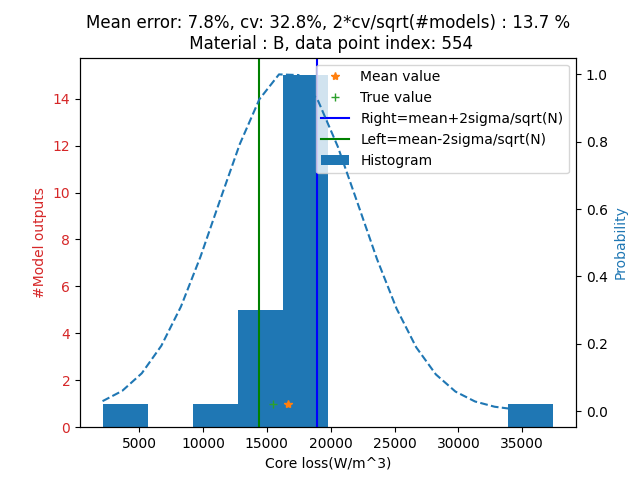 Mean error: 7.8%, cv: 32.8%, 2*cv/sqrt(#models) : 13.7 %
Material : B, data point index: 554
Mean value
True value
Right=mean+2sigma/sqrt(N)
Left=mean-2sigma/sqrt(N)
Histogram
#Model outputs
14
12
10
8
6
4
2
0
1.0
0.8
0.6
0.4
0.2
0.0
Probability
5000 10000 15000 20000 25000 30000 35000
Core loss(W/m^3)